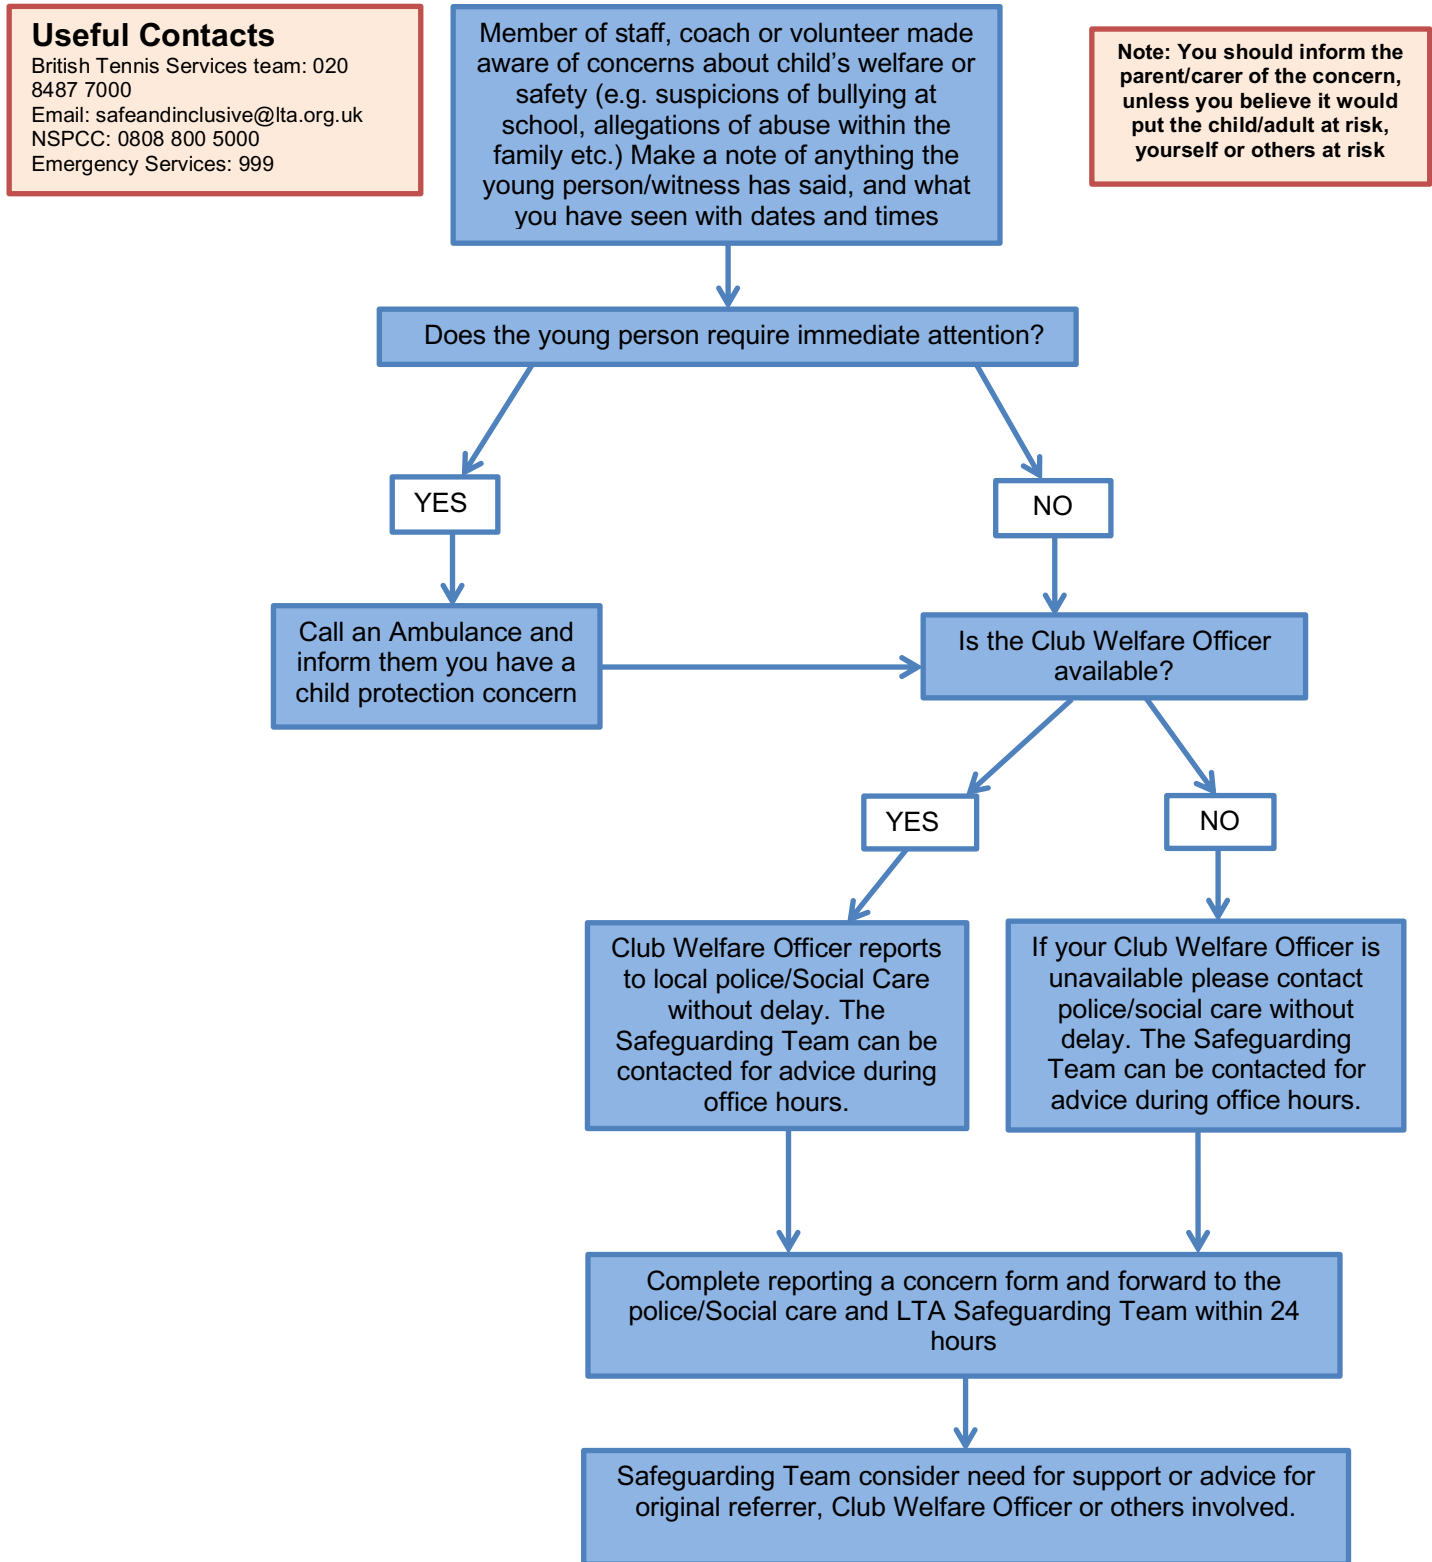 Useful Contacts
British Tennis Services team: 020
8487 7000
Email: safeandinclusive@lta.org.uk
NSPCC: 0808 800 5000
Emergency Services: 999
Member of staff, coach or volunteer made
aware of concerns about child's welfare or
safety (e.g. suspicions of bullying at
school, allegations of abuse within the
family etc.) Make a note of anything the
young person/witness has said, and what
you have seen with dates and times
Note: You should inform the
parent/carer of the concern,
unless you believe it would
put the child/adult at risk,
yourself or others at risk
Does the young person require immediate attention?
YES
NO
Call an Ambulance and
inform them you have a
child protection concern
Is the Club Welfare Officer
available?
YES
NO
Club Welfare Officer reports
to local police/Social Care
without delay. The
Safeguarding Team can be
contacted for advice during
office hours.
If your Club Welfare Officer is
unavailable please contact
police/social care without
delay. The Safeguarding
Team can be contacted for
advice during office hours.
Complete reporting a concern form and forward to the
police/Social care and LTA Safeguarding Team within 24
hours
Safeguarding Team consider need for support or advice for
original referrer, Club Welfare Officer or others involved.